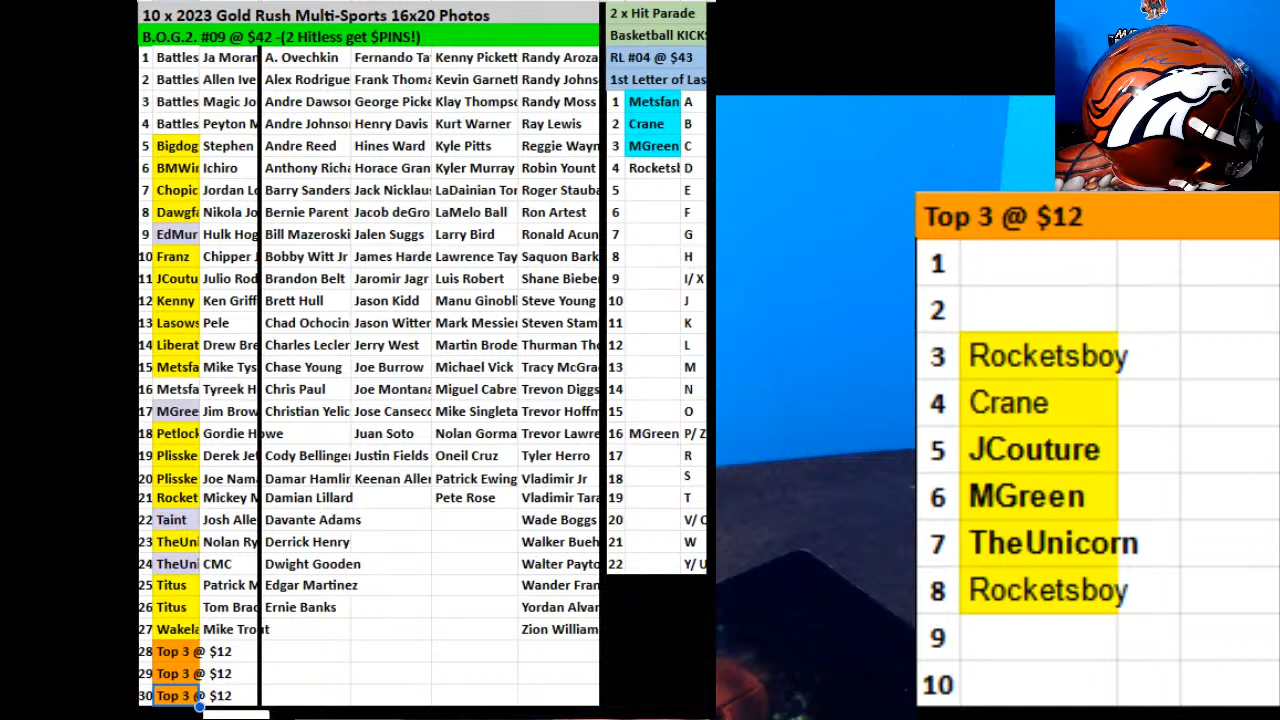 10 x 2023 Gold Rush Multi-Sports 16x20 Photos
B.O.G.2. #09 @ $42 -(2 Hitless get $PINS!)
1 Battles Ja Moran A. Ovechkin Fernando Ta Kenny Pickett Randy Aroza
2 Battles Allen Ive Alex Rodrigue Frank Thoma Kevin Garnett Randy Johns
3 Battles Magic Jo Andre Dawson George Picke Klay Thompso Randy Moss
4 Battles Peyton M Andre Johnson Henry Davis Kurt Warner Ray Lewis
5 Bigdog Stephen Andre Reed Hines Ward Kyle Pitts Reggie Wayn
6 BMWin Ichiro Anthony Richa Horace Gran Kyler Murray Robin Yount
7 Chopic Jordan Lo Barry Sanders Jack Nicklaus LaDainian Tom Roger Stauba
8 Dawgfa Nikola Jo Bernie Parent Jacob deGro LaMelo Ball Ron Artest
9 EdMur Hulk Hog Bill Mazeroski Jalen Suggs Larry Bird Ronald Acun
10 Franz Chipper J Bobby Witt Jr James Harde Lawrence Tay Saquon Bark
11 JCoutu Julio Rod Brandon Belt Jaromir Jagr Luis Robert Shane Bieber
12 Kenny Ken Griff Brett Hull Jason Kidd Manu Ginobli Steve Young
13 Lasows Pele Chad Ochocin Jason Witten Mark Messier Steven Stam
14 Liberat Drew Bre Charles Lecler Jerry West Martin Brode Thurman Tho
15 Metsfa Mike Tys Chase Young Joe Burrow Michael Vick Tracy McGra
16 Metsfa Tyreek H Chris Paul Joe Montana Miguel Cabre Trevon Diggs
17 MGree Jim Brow Christian Yelic Jose Canseco Mike Singleta Trevor Hoffm
18 Petlock Gordie Howe Juan Soto Nolan Gorma Trevor Lawre
19 Plisske Derek Jet Cody Bellinger Justin Fields Oneil Cruz Tyler Herro
20 Plisske Joe Nama Damar Hamlin Keenan Allen Patrick Ewing Vladimir Jr
21 Rocket Mickey M Damian Lillard Pete Rose Vladimir Tara
22 Taint Josh Alle Davante Adams Wade Boggs
23 TheUni Nolan Ry Derrick Henry Walker Bueh
24 TheUni CMC Dwight Gooden Walter Payto
25 Titus Patrick M Edgar Martinez Wander Fran
26 Titus Tom Brad Ernie Banks Yordan Alvar
27 Wakela Mike Trout Zion William
28 Top 3 @ $12
29 Top 3 @ $12
30 Top 3 @ $12
2 x Hit Parade
Basketball KICKS
RL #04 @ $43
1st Letter of Las
1 Metsfan A
2 Crane B
3 MGreen C
4 Rocketsb D
5 E
6 F
7 G
8 H
9 I/ X
10 J
11 K
12 L
13 M
14 N
15 O
16 MGreen P/ Z
17 R
18 S
19 T
20 V/
21 W
22 Y/ U
Top 3 @ $12
1
2
3 Rocketsboy
4 Crane
5 JCouture
6 MGreen
7 TheUnicorn
8 Rocketsboy
9
10